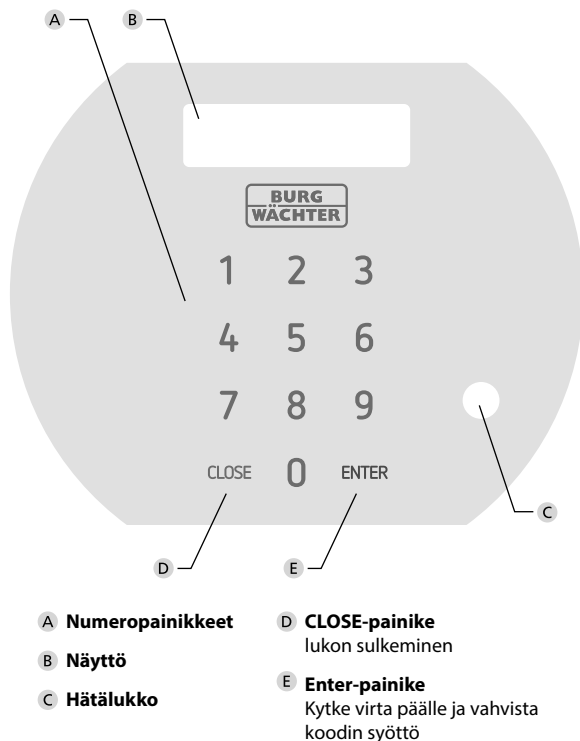 A B
BURG
WÄCHTER
1 2 3
4 5 6
7 8 9
CLOSE 0 ENTER
C
D E
A Numeropainikkeet
B Näyttö
C Hätälukko
D CLOSE-painike
lukon sulkeminen
E Enter-painike
Kytke virta päälle ja vahvista
koodin syöttö